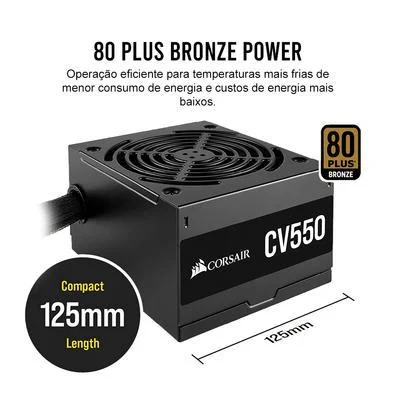 80 PLUS BRONZE POWER
Operação eficiente para temperaturas mais frias de
menor consumo de energia e custos de energia mais
baixos.
80
PLUS
BRONZE
CV550
CORSAIR
Compact
125mm
Length
125mm